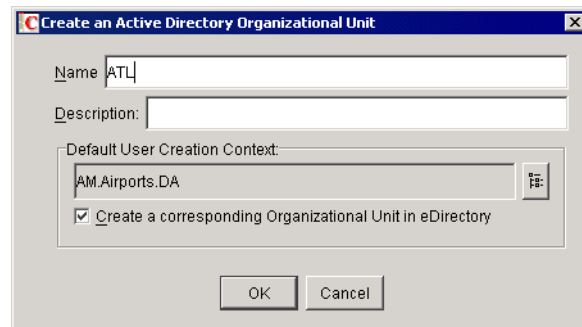 Create an Active Directory Organizational Unit
Name ATL
Description:
Default User Creation Context:
AM.Airports.DA
Create a corresponding Organizational Unit in eDirectory
OK Cancel